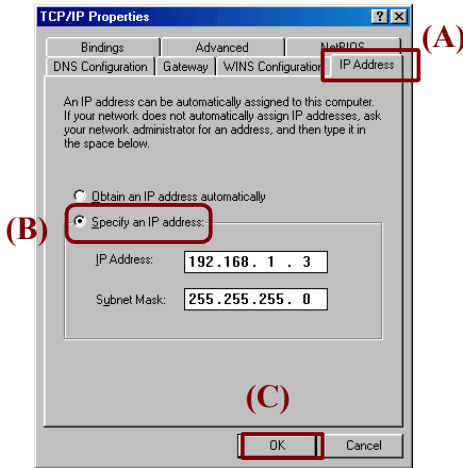 TCP/IP Properties
(A)
Bindings Advanced NetBIOS
DNS Configuration Gateway WINS Configuration IP Address
An IP address can be automatically assigned to this computer.
If your network does not automatically assign IP addresses, ask
your network administrator for an address, and then type it in
the space below.
Obtain an IP address automatically
(B) Specify an IP address:
IP Address: 192.168. 1 . 3
Subnet Mask: 255.255.255. 0
(C)
OK Cancel